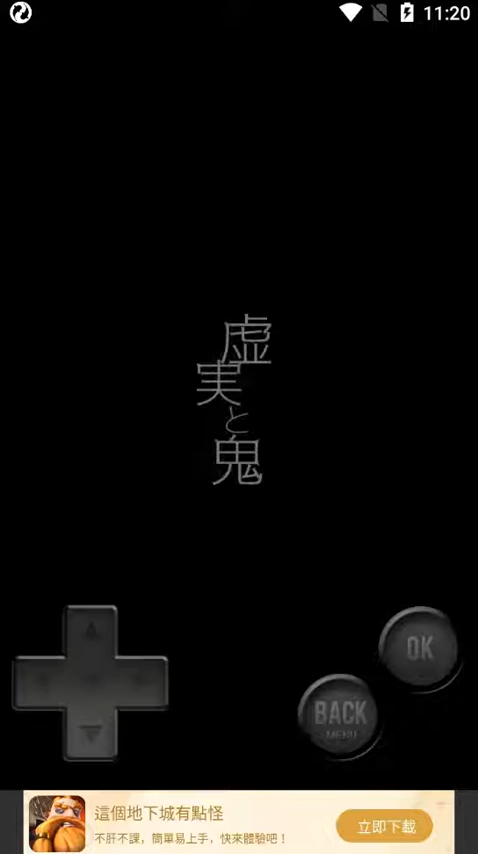 11:20
虚
実
と
鬼
OK
BACK
MENU
這個地下城有點怪
不肝不課，簡單易上手，快來體驗吧！
立即下載